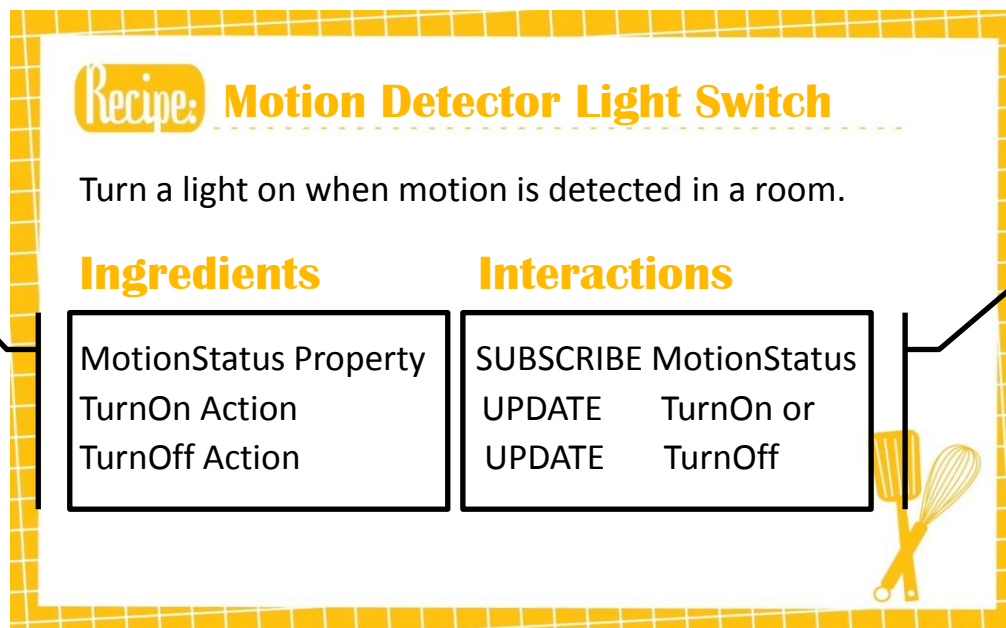 Recipe: Motion Detector Light Switch
Turn a light on when motion is detected in a room.
Ingredients
MotionStatus Property
TurnOn Action
TurnOff Action
Interactions
SUBSCRIBE MotionStatus
UPDATE TurnOn or
UPDATE TurnOff